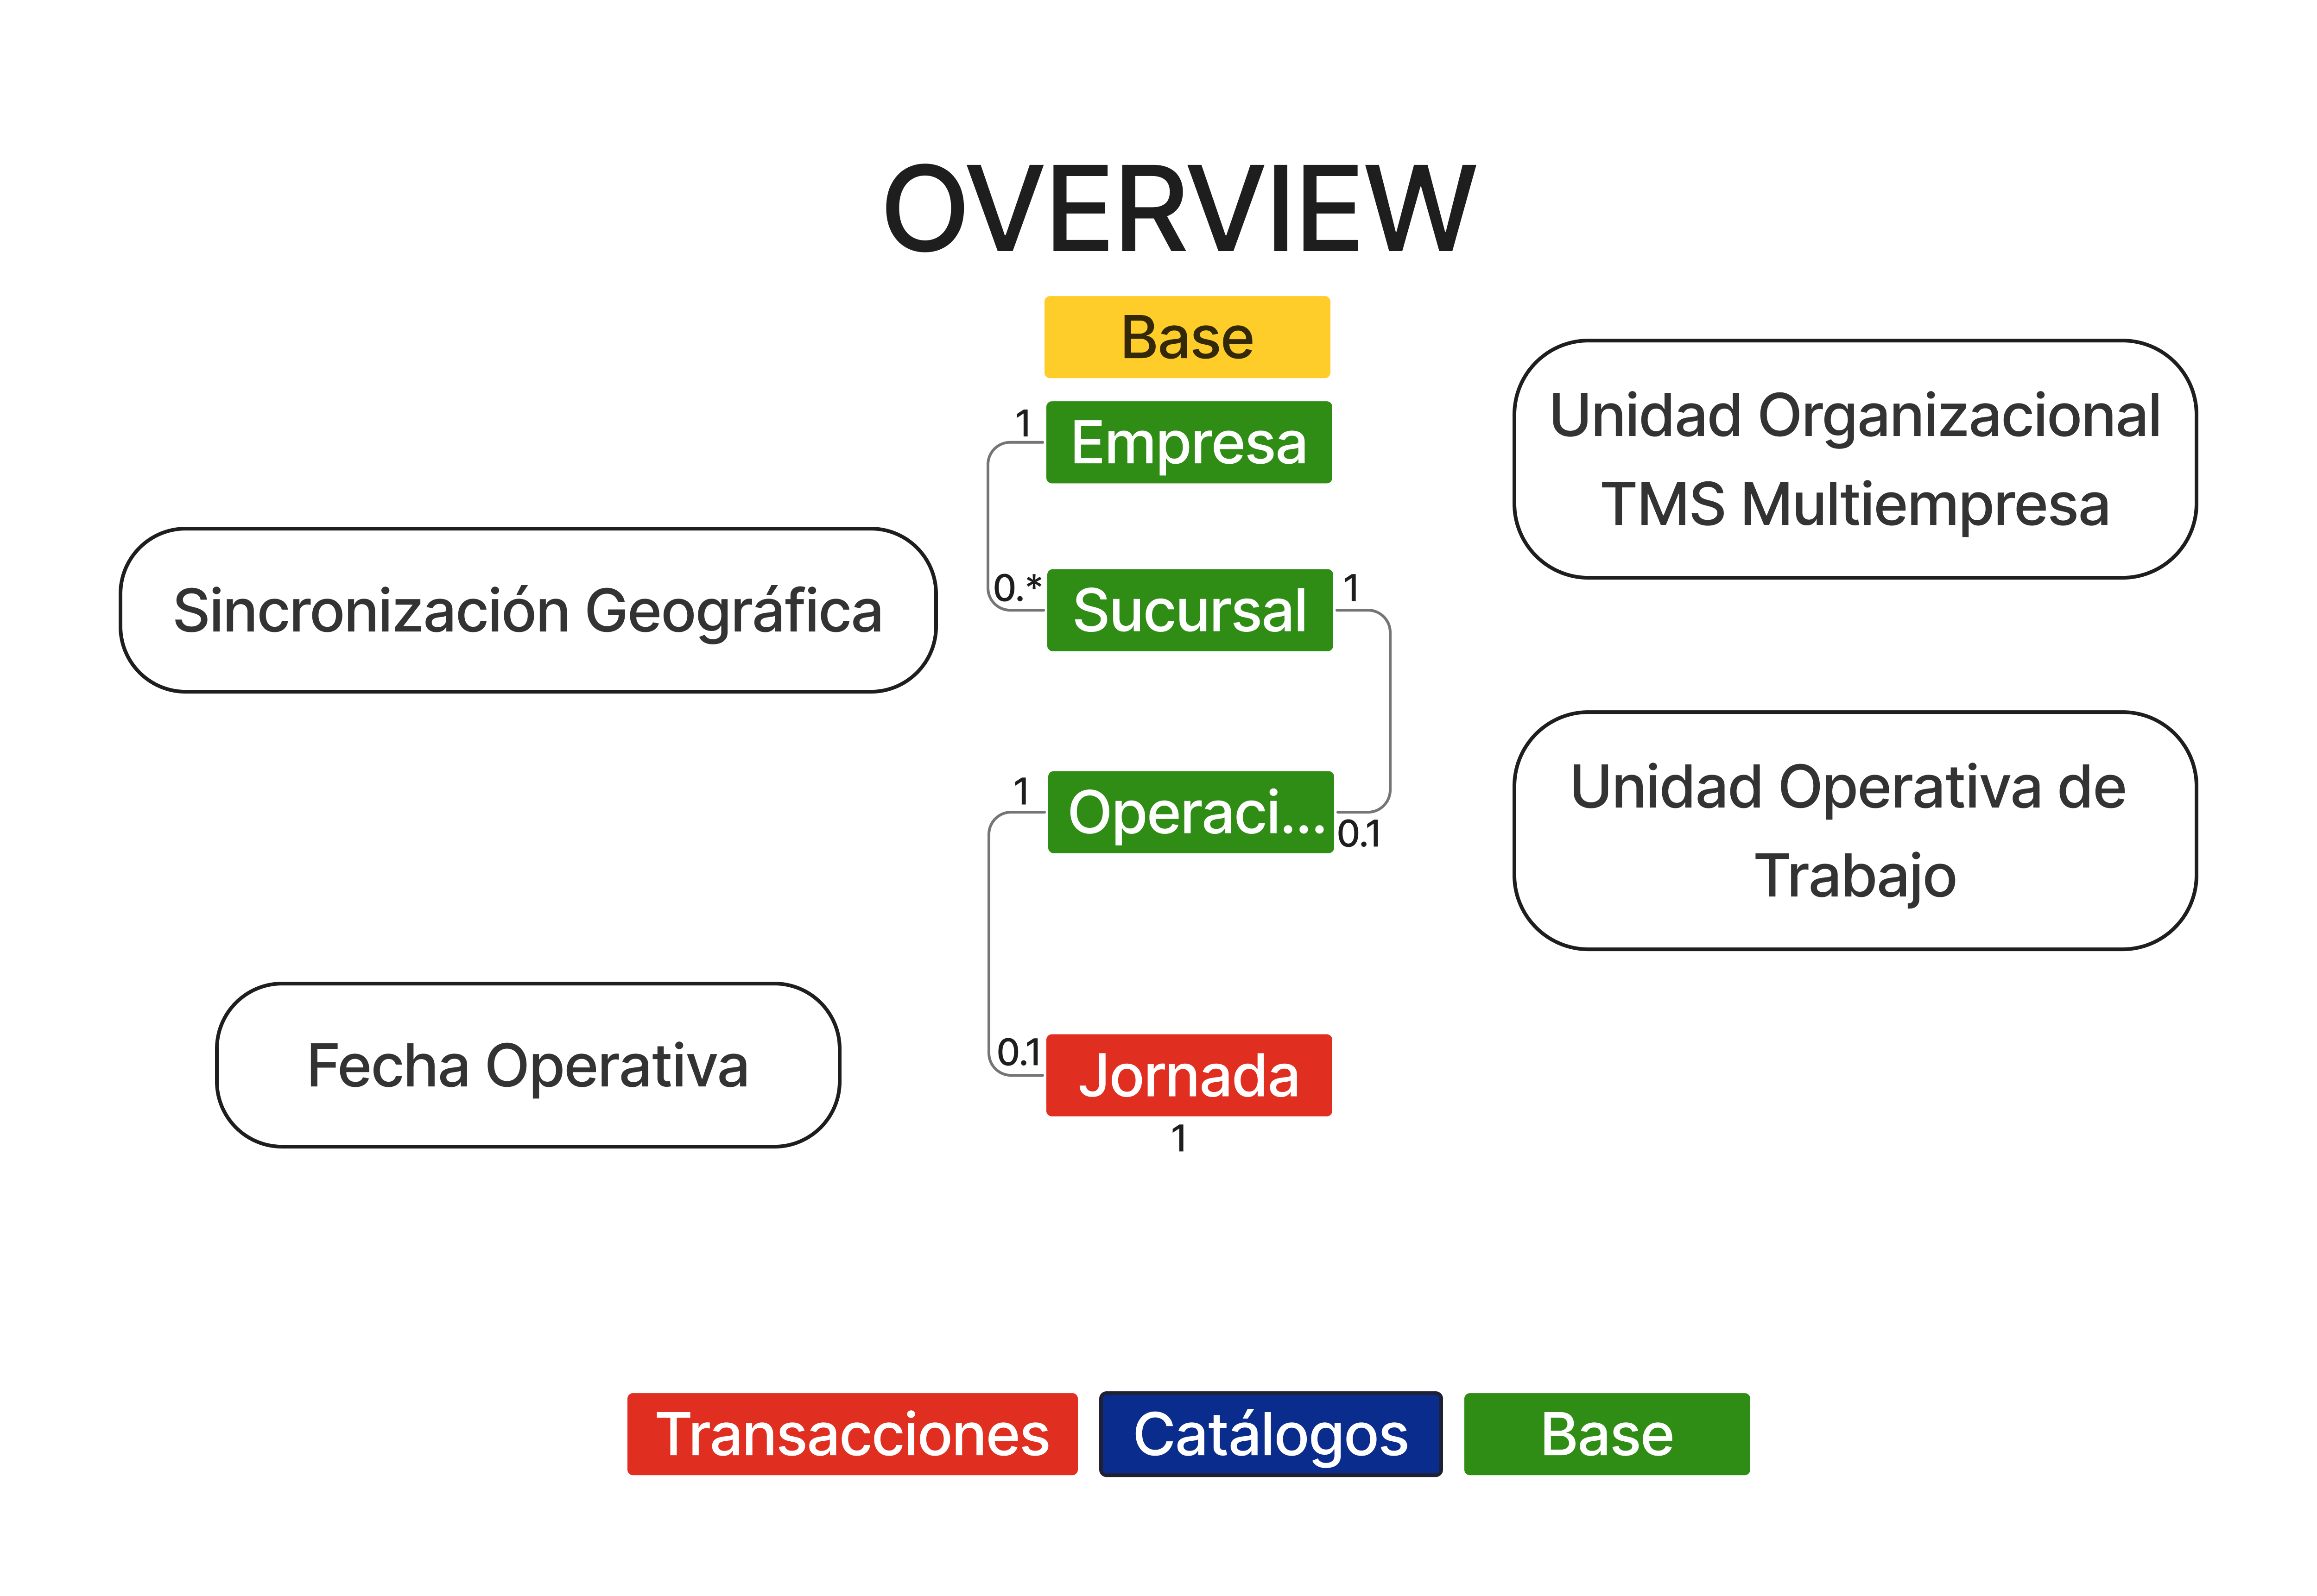 OVERVIEW
Base
1
Empresa
Unidad Organizacional
TMS Multiempresa
Sincronización Geográfica
0.*
Sucursal
1
1
Operaci...
0.1
Unidad Operativa de
Trabajo
Fecha Operativa
0.1
Jornada
1
Transacciones
Catálogos
Base